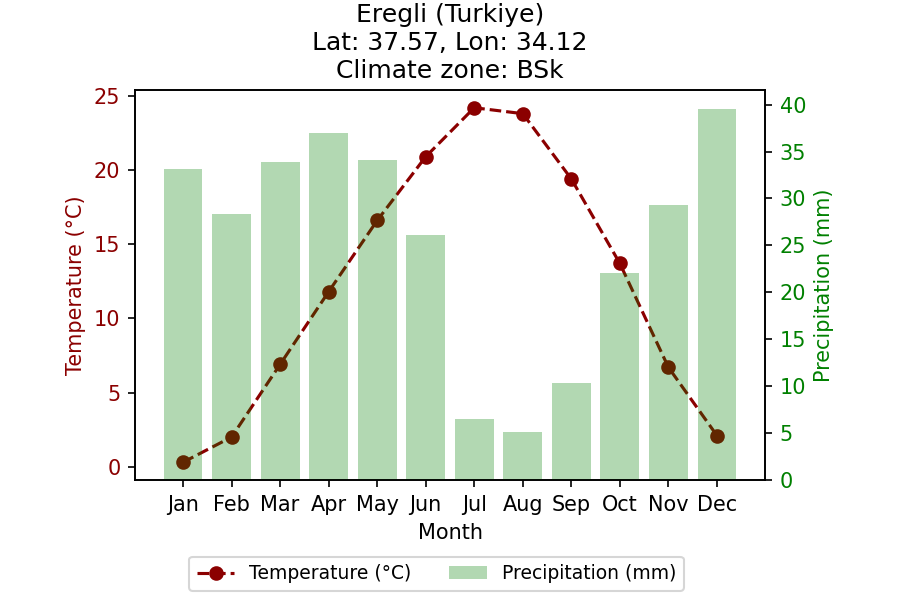 Eregli (Turkiye)
Lat: 37.57, Lon: 34.12
Climate zone: BSk
25
20
15
10
5
0
Temperature (°C)
40
35
30
25
20
15
10
5
0
Precipitation (mm)
Jan Feb Mar Apr May Jun Jul Aug Sep Oct Nov Dec
Month
Temperature (°C) Precipitation (mm)